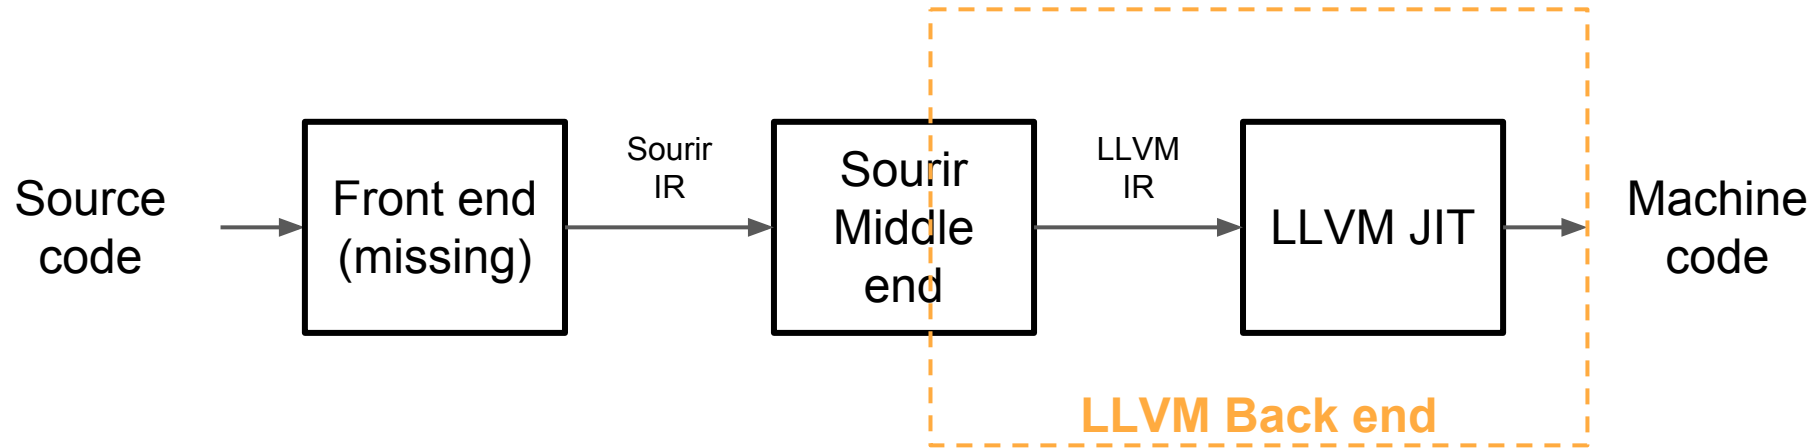 Source
code
Front end
(missing)
Sourir
IR
Sourir
Middle
end
LLVM
IR
LLVM JIT
Machine
code
LLVM Back end